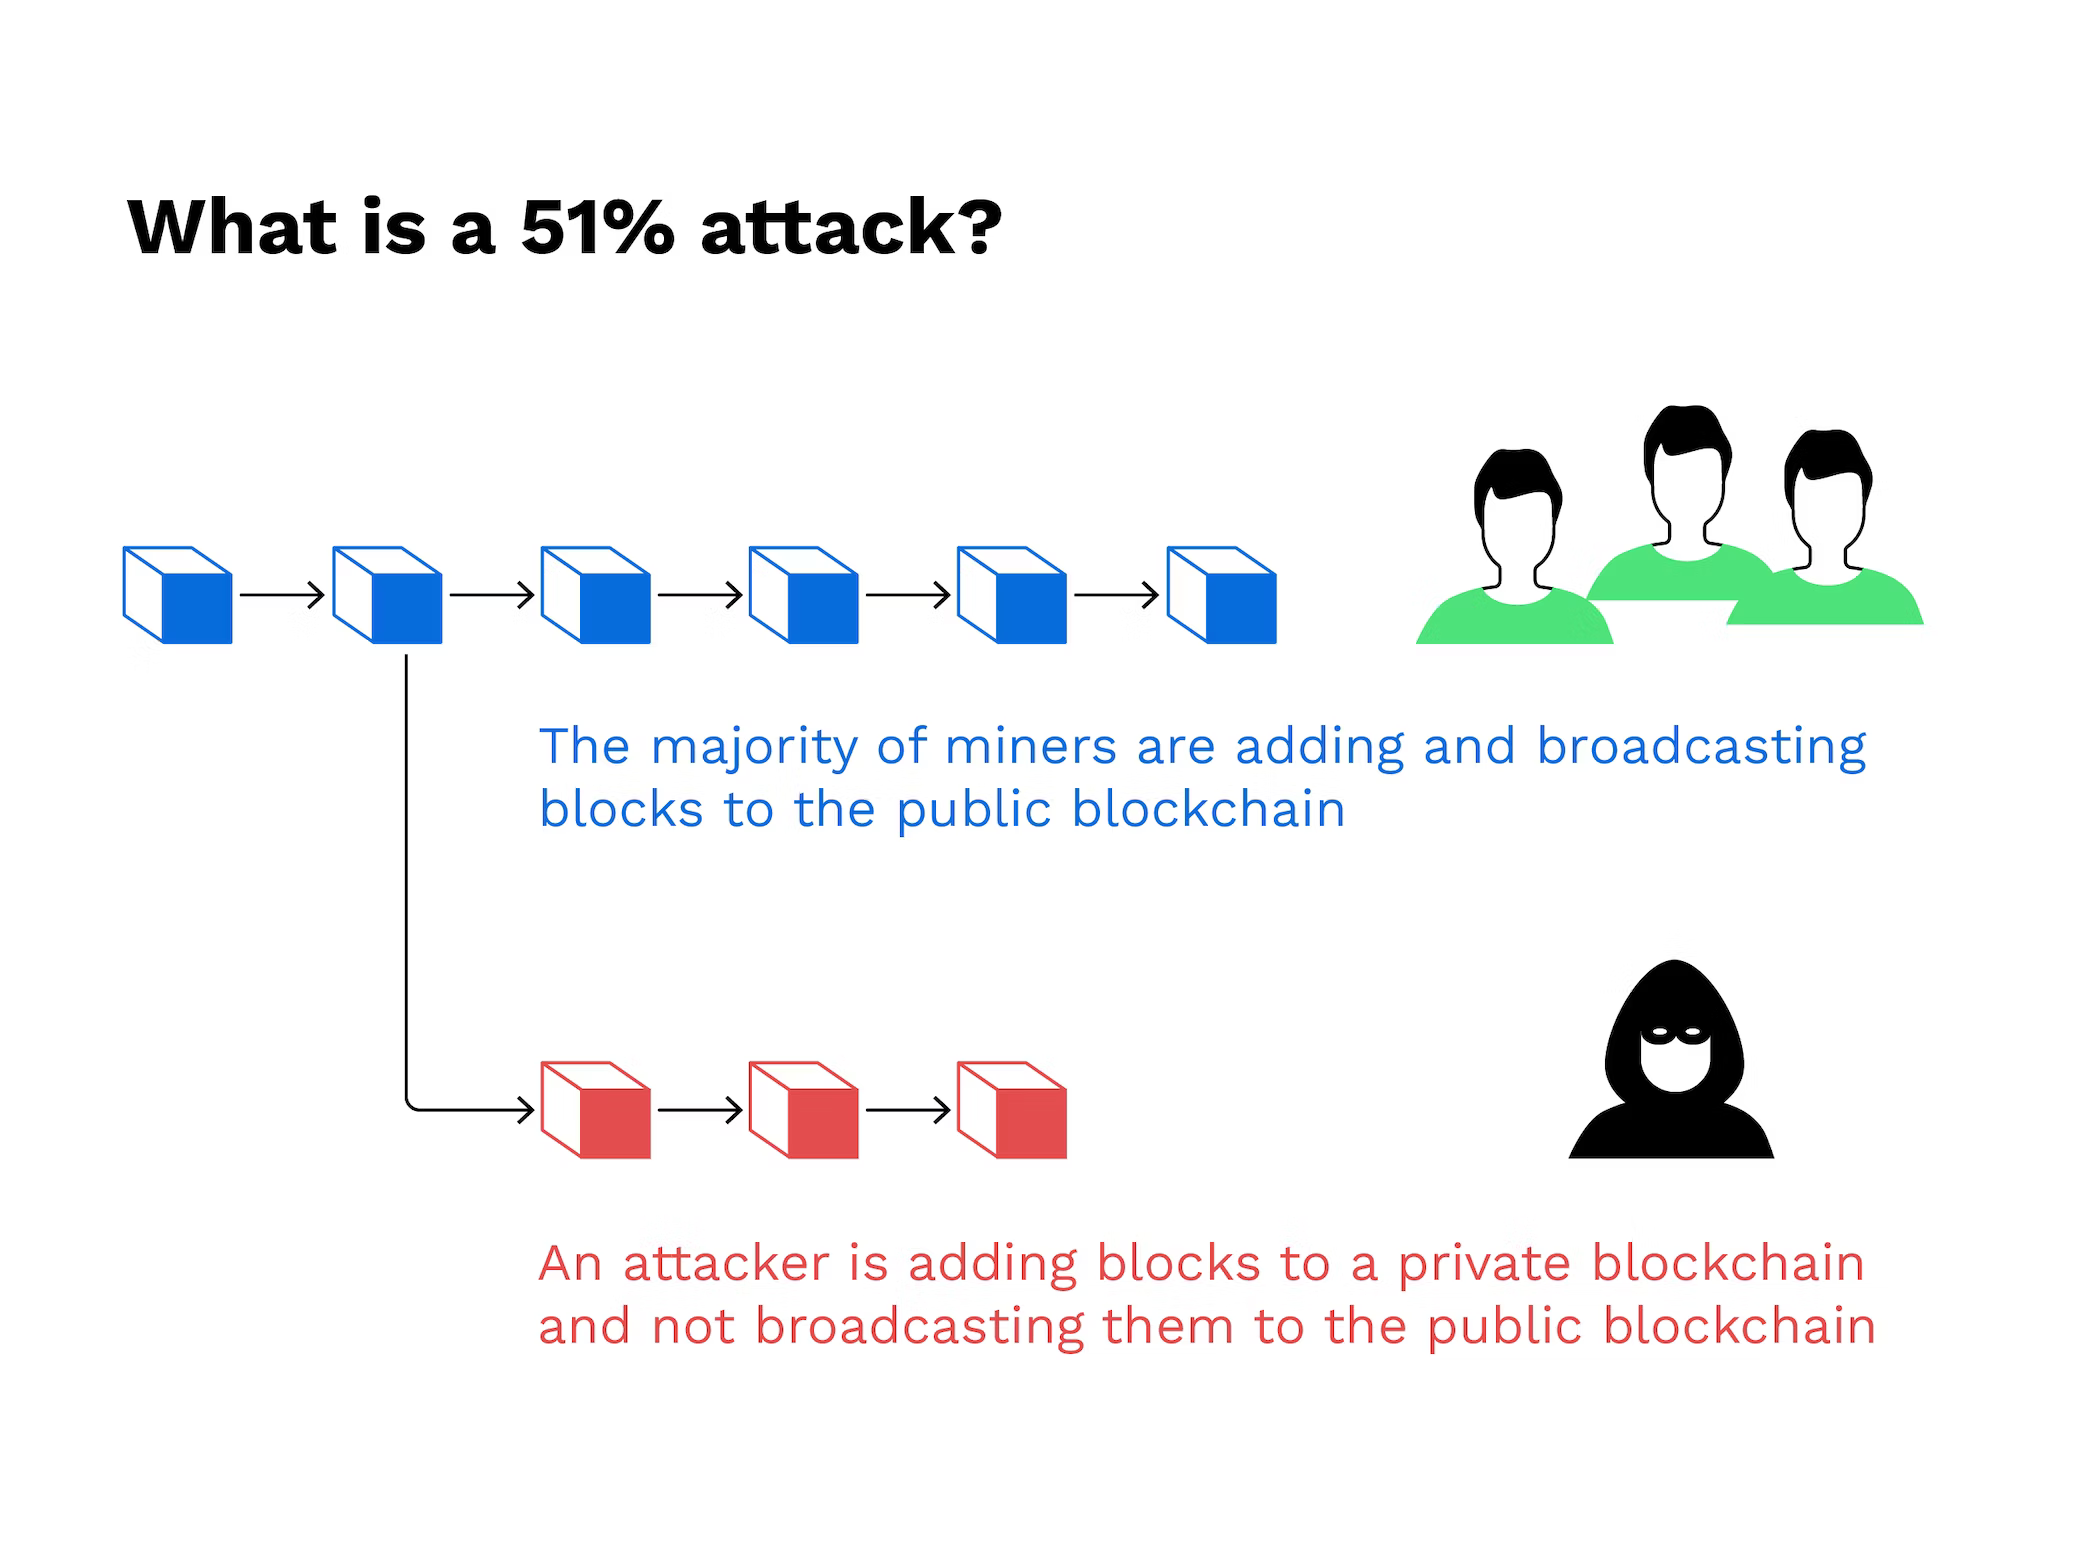 What is a 51% attack?
The majority of miners are adding and broadcasting
blocks to the public blockchain
An attacker is adding blocks to a private blockchain
and not broadcasting them to the public blockchain